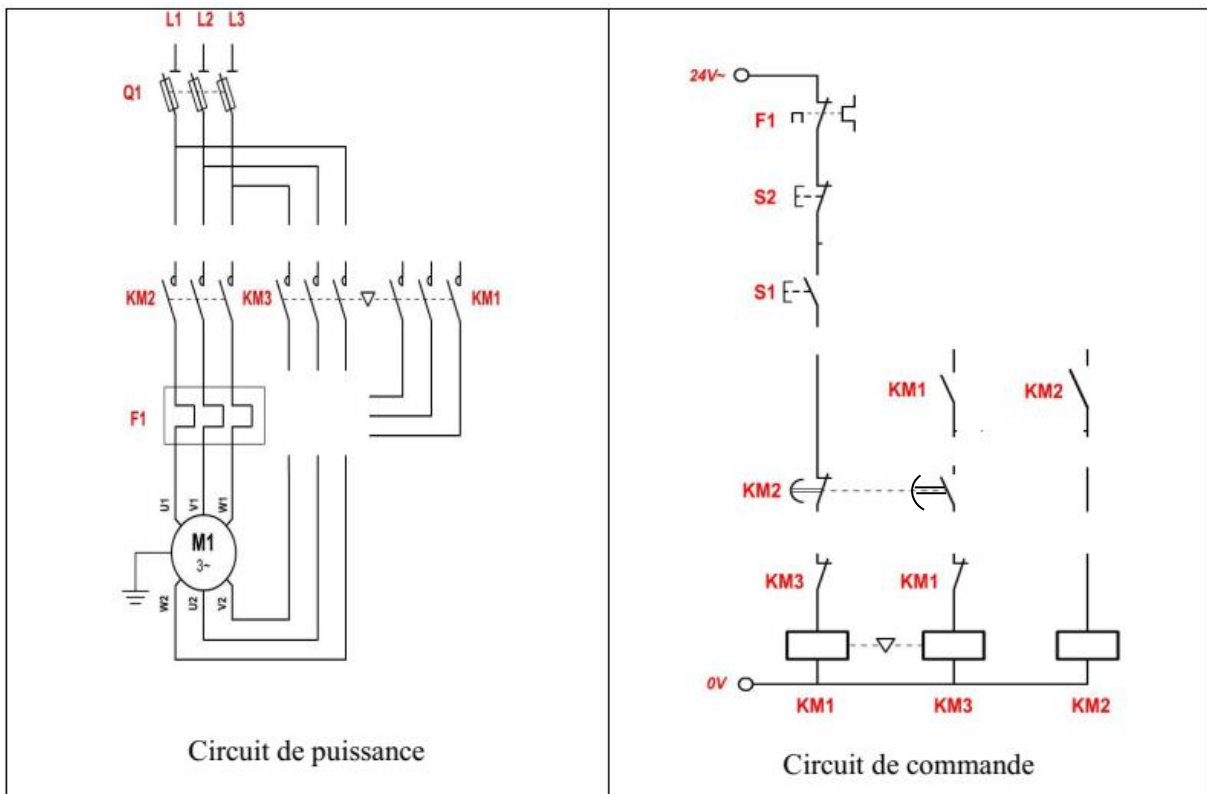 L1 L2 L3
Q1
KM2 KM3 KM1
F1
U1 V1 W1
M1
3~
W2 U2 V2
Circuit de puissance
24V~
F1
S2
S1
KM1 KM2
KM2
KM3 KM1
0V
KM1 KM3 KM2
Circuit de commande